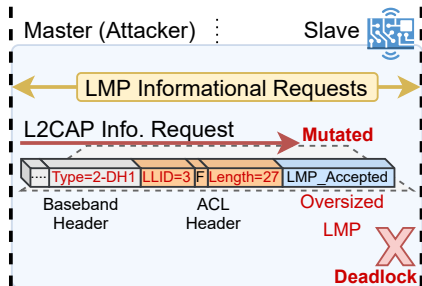 Master (Attacker) Slave
LMP Informational Requests
L2CAP Info. Request Mutated
.... Type=2-DH1 LLID=3 F Length=27 LMP_Accepted
Baseband Header ACL Header Oversized LMP
Deadlock